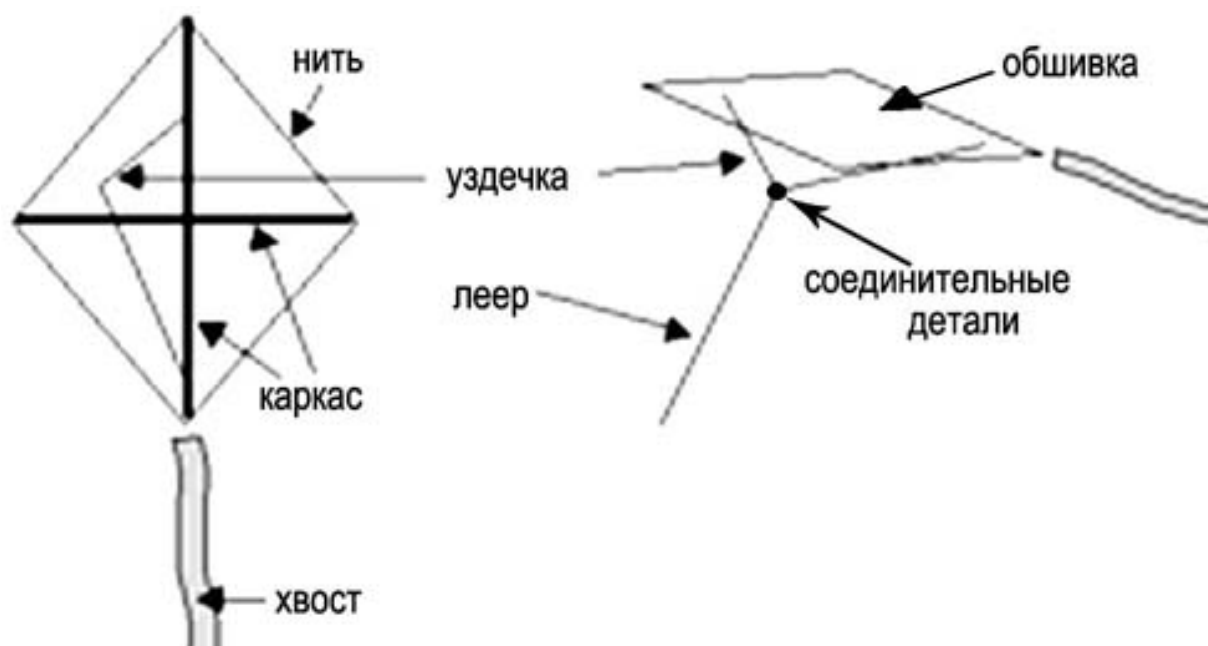 нить
обшивка
уздечка
соединительные
детали
леер
каркас
хвост